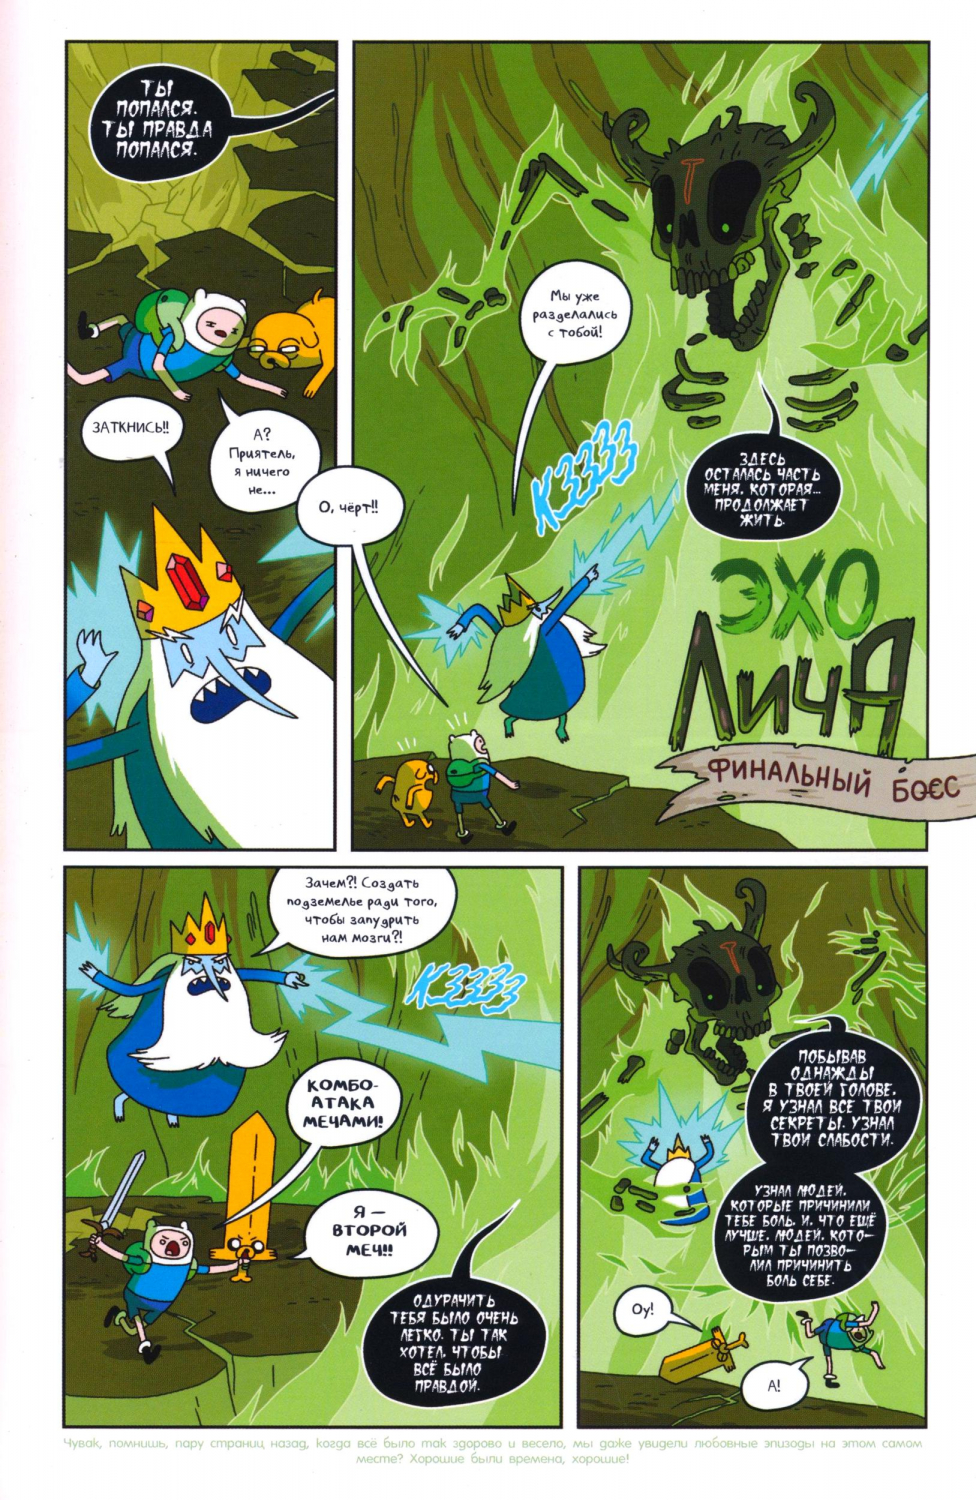 ТЫ
ПОПАЛСЯ.
ТЫ ПРАВДА
ПОПАЛСЯ.
ЗАТКНИСЬ!!
А?
Приятель,
я ничего
не...
О, чёрт!!
Мы уже
разделались
с тобой!
КЗЗЗЗ
ЗДЕСЬ
ОСТАЛАСЬ ЧАСТЬ
МЕНЯ, КОТОРАЯ...
ПРОДОЛЖАЕТ
ЖИТЬ.
ЭХО
ЛИЧА
ФИНАЛЬНЫЙ БОСС
Зачем?! Создать
подземелье ради того,
чтобы запудрить
нам мозги?!
КЗЗЗЗ
КОМБО-
АТАКА
МЕЧАМИ!
Я —
ВТОРОЙ
МЕЧ!!
ОДУРАЧИТЬ
ТЕБЯ БЫЛО ОЧЕНЬ
ЛЕГКО. ТЫ ТАК
ХОТЕЛ, ЧТОБЫ
ВСЁ БЫЛО
ПРАВДОЙ.
ПОБЫВАВ
ОДНАЖДЫ
В ТВОЕЙ ГОЛОВЕ,
Я УЗНАЛ ВСЕ ТВОИ
СЕКРЕТЫ. УЗНАЛ
ТВОИ СЛАБОСТИ.
УЗНАЛ ЛЮДЕЙ,
КОТОРЫЕ ПРИЧИНИЛИ
ТЕБЕ БОЛЬ. И, ЧТО ЕЩЁ
ЛУЧШЕ, ЛЮДЕЙ, КОТО-
РЫМ ТЫ ПОЗВО-
ЛИЛ ПРИЧИНИТЬ
БОЛЬ СЕБЕ.
Оу!
А!
Чувак, помнишь, пару страниц назад, когда всё было так здорово и весело, мы даже увидели любовные эпизоды на этом самом
месте? Хорошие были времена, хорошие!